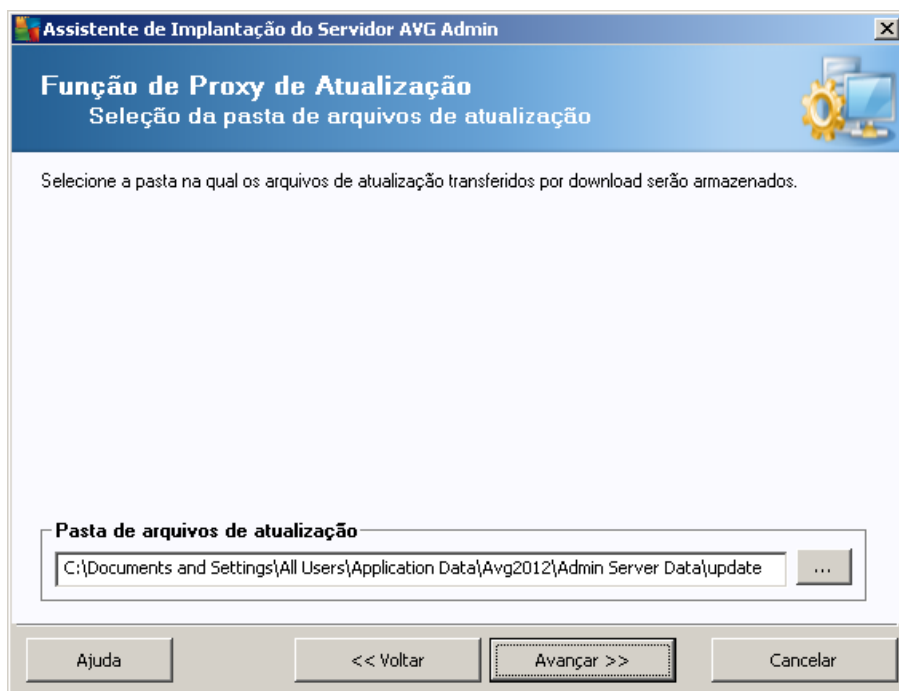 Assistente de Implantação do Servidor AVG Admin
Função de Proxy de Atualização
Seleção da pasta de arquivos de atualização
Selecione a pasta na qual os arquivos de atualização transferidos por download serão armazenados.
Pasta de arquivos de atualização
C:\Documents and Settings\All Users\Application Data\Avg2012\Admin Server Data\update ...
Ajuda << Voltar Avançar >> Cancelar